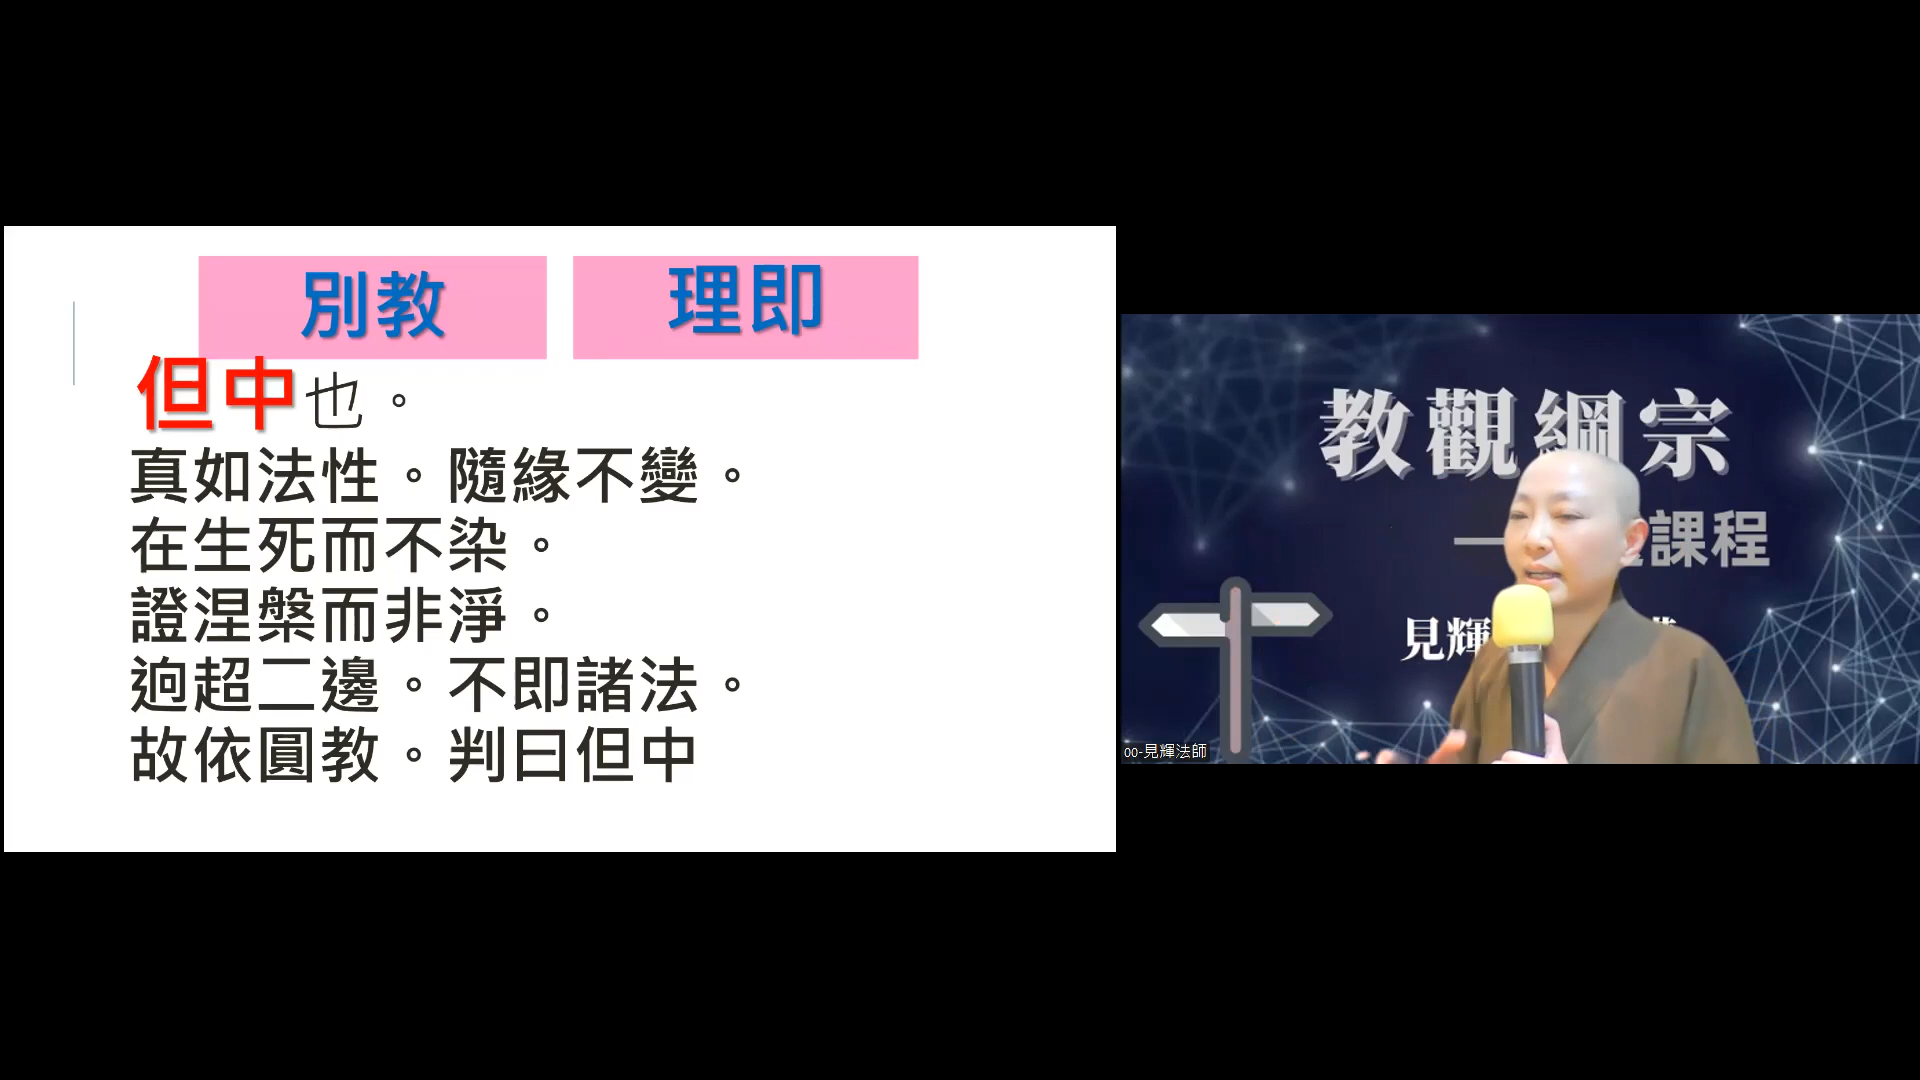 別教 理即
但中也。
真如法性。隨緣不變。
在生死而不染。
證涅槃而非淨。
迥超二邊。不即諸法。
故依圓教。判曰但中
教觀綱宗
課程
見輝
00-見輝法師